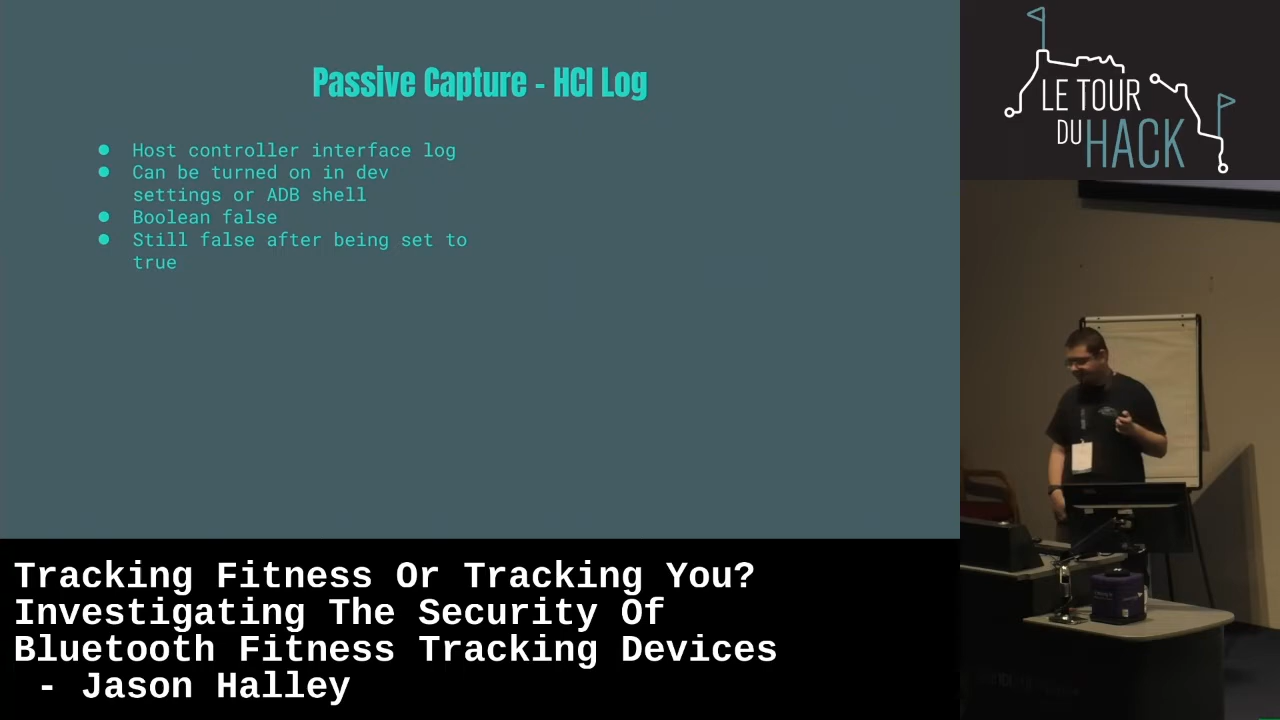 Passive Capture - HCI Log
● Host controller interface log
● Can be turned on in dev
settings or ADB shell
● Boolean false
● Still false after being set to
true
LE TOUR
DU HACK
Tracking Fitness Or Tracking You?
Investigating The Security Of
Bluetooth Fitness Tracking Devices
- Jason Halley